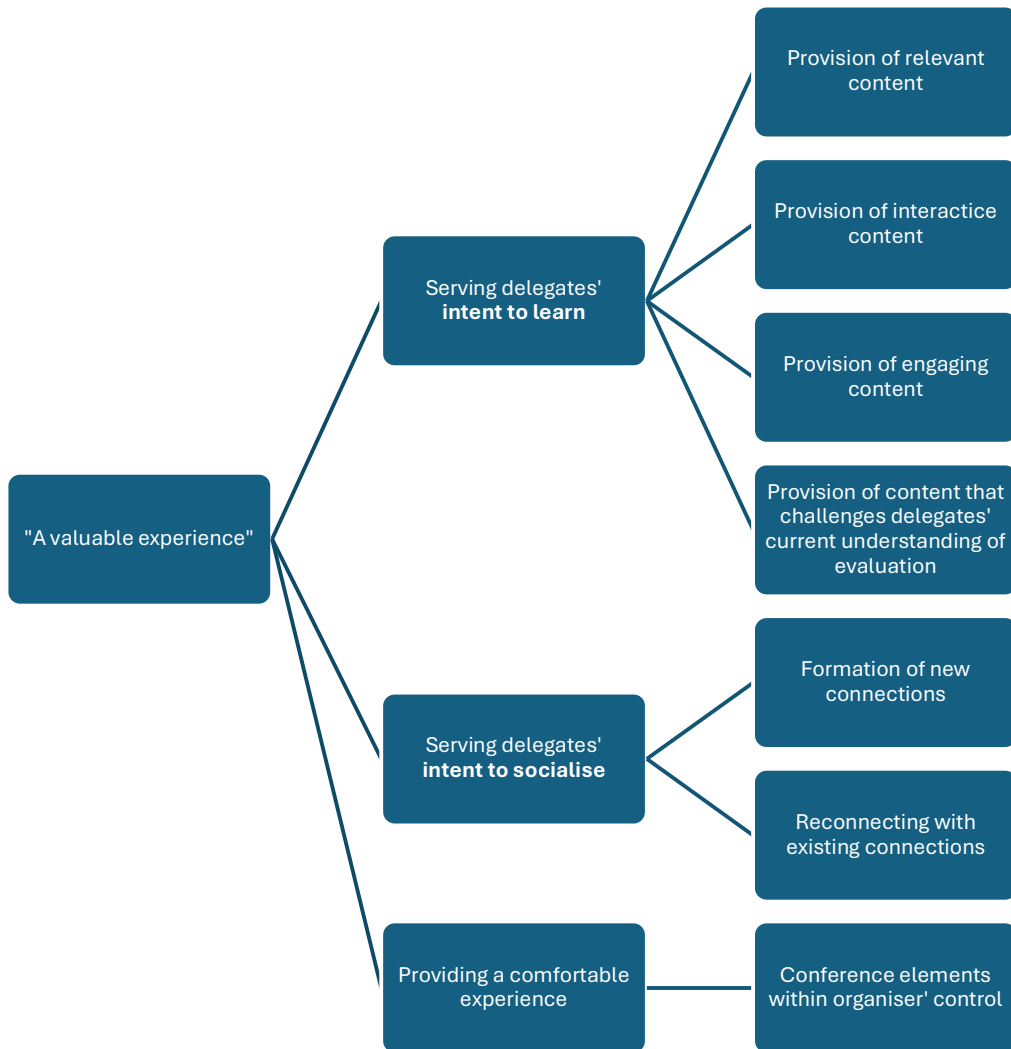 Provision of relevant
content
Provision of interactice
content
Serving delegates'
intent to learn
Provision of engaging
content
Provision of content that
challenges delegates'
current understanding of
evaluation
"A valuable experience"
Formation of new
connections
Serving delegates'
intent to socialise
Reconnecting with
existing connections
Providing a comfortable
experience
Conference elements
within organiser' control